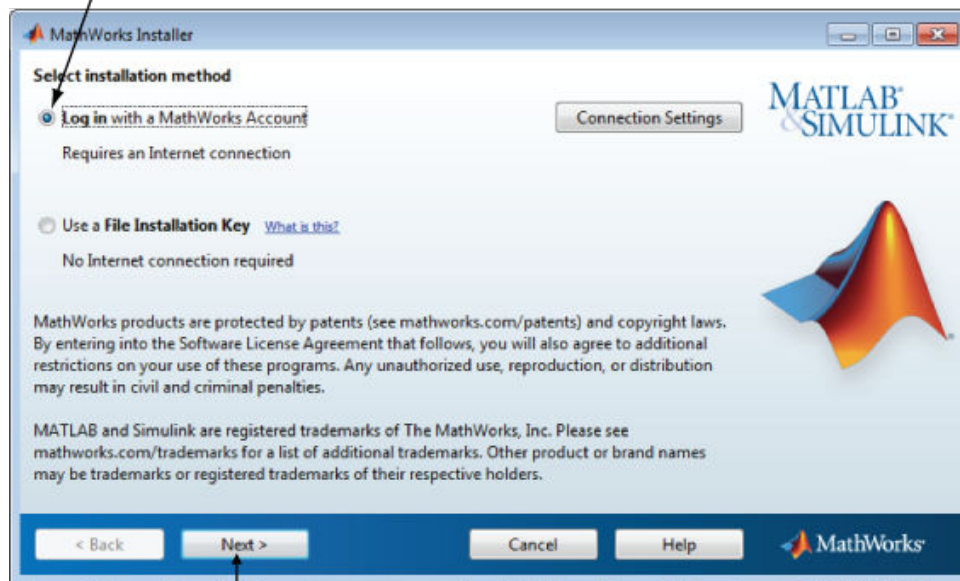 MathWorks Installer
Select installation method
Log in with a MathWorks Account
Connection Settings
MATLAB®
&SIMULINK®
Requires an Internet connection
Use a File Installation Key What is this?
No Internet connection required
MathWorks products are protected by patents (see mathworks.com/patents) and copyright laws.
By entering into the Software License Agreement that follows, you will also agree to additional
restrictions on your use of these programs. Any unauthorized use, reproduction, or distribution
may result in civil and criminal penalties.
MATLAB and Simulink are registered trademarks of The MathWorks, Inc. Please see
mathworks.com/trademarks for a list of additional trademarks. Other product or brand names
may be trademarks or registered trademarks of their respective holders.
< Back
Next >
Cancel
Help
MathWorks®